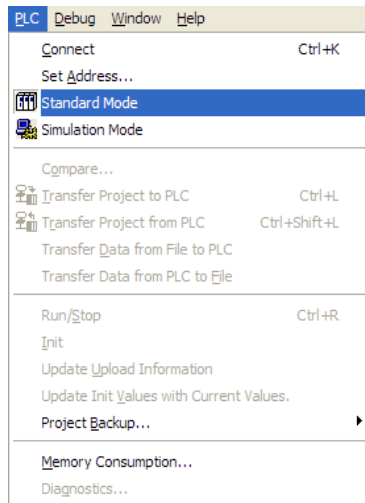 PLC Debug Window Help
Connect Ctrl+K
Set Address...
Standard Mode
Simulation Mode
Compare...
Transfer Project to PLC Ctrl+L
Transfer Project from PLC Ctrl+Shift+L
Transfer Data from File to PLC
Transfer Data from PLC to File
Run/Stop Ctrl+R
Init
Update Upload Information
Update Init Values with Current Values.
Project Backup...
Memory Consumption...
Diagnostics...